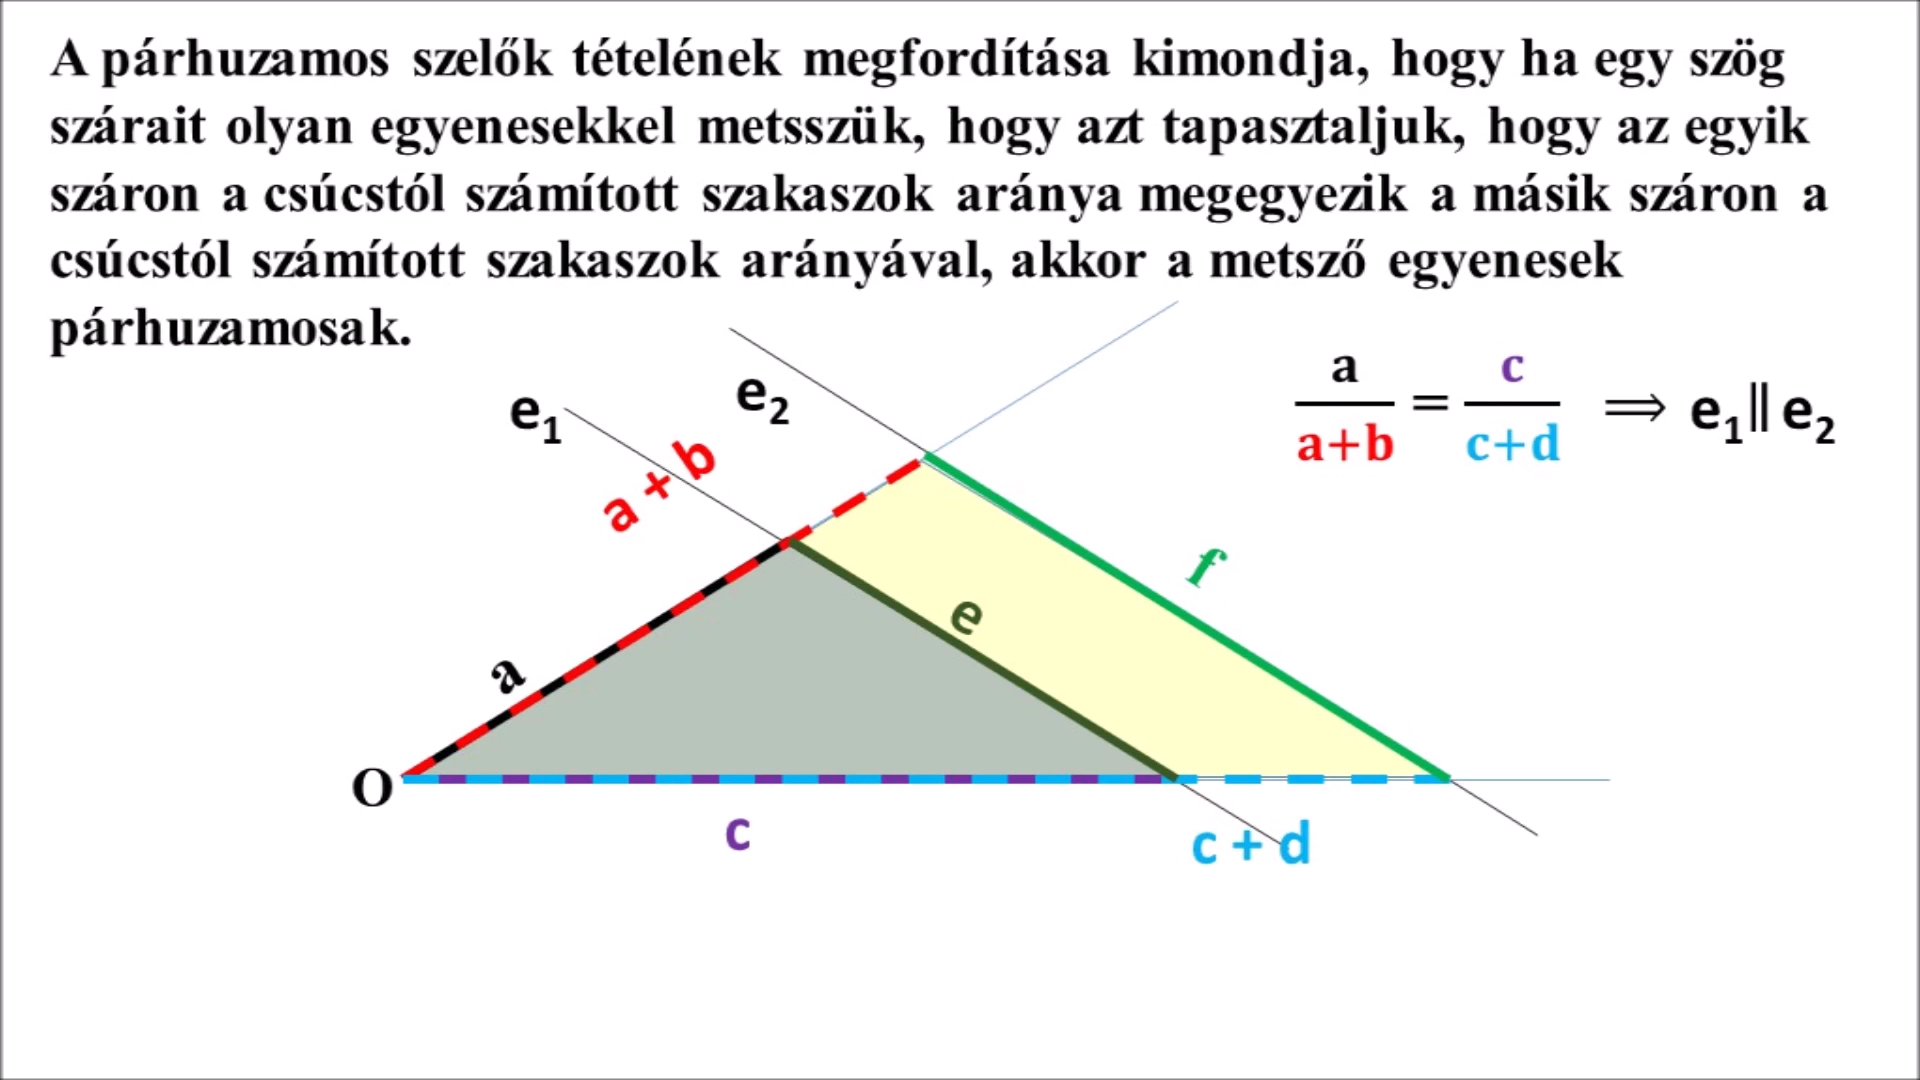 A párhuzamos szelők tételének megfordítása kimondja, hogy ha egy szög
szárait olyan egyenesekkel metsszük, hogy azt tapasztaljuk, hogy az egyik
száron a csúcstól számított szakaszok aránya megegyezik a másik száron a
csúcstól számított szakaszok arányával, akkor a metsző egyenesek
párhuzamosak.
a/a+b = c/c+d ⟹ e₁∥e₂
e₁
e₂
a + b
f
e
a
O
c
c + d